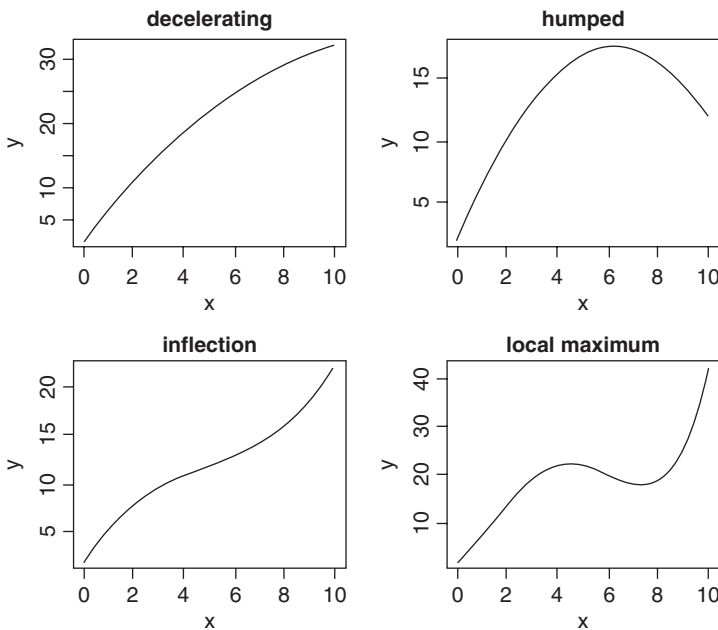 decelerating
y
5 10 20 30
0 2 4 6 8 10
x
humped
y
5 10 15
0 2 4 6 8 10
x
inflection
y
5 10 15 20
0 2 4 6 8 10
x
local maximum
y
10 20 30 40
0 2 4 6 8 10
x